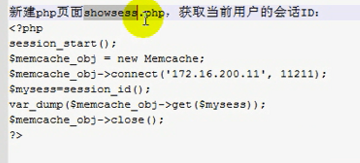 新建php页面showsess.php，获取当前用户的会话ID：
<?php
session_start();
$memcache_obj = new Memcache;
$memcache_obj->connect('172.16.200.11', 11211);
$mysess=session_id();
var_dump($memcache_obj->get($mysess));
$memcache_obj->close();
?>